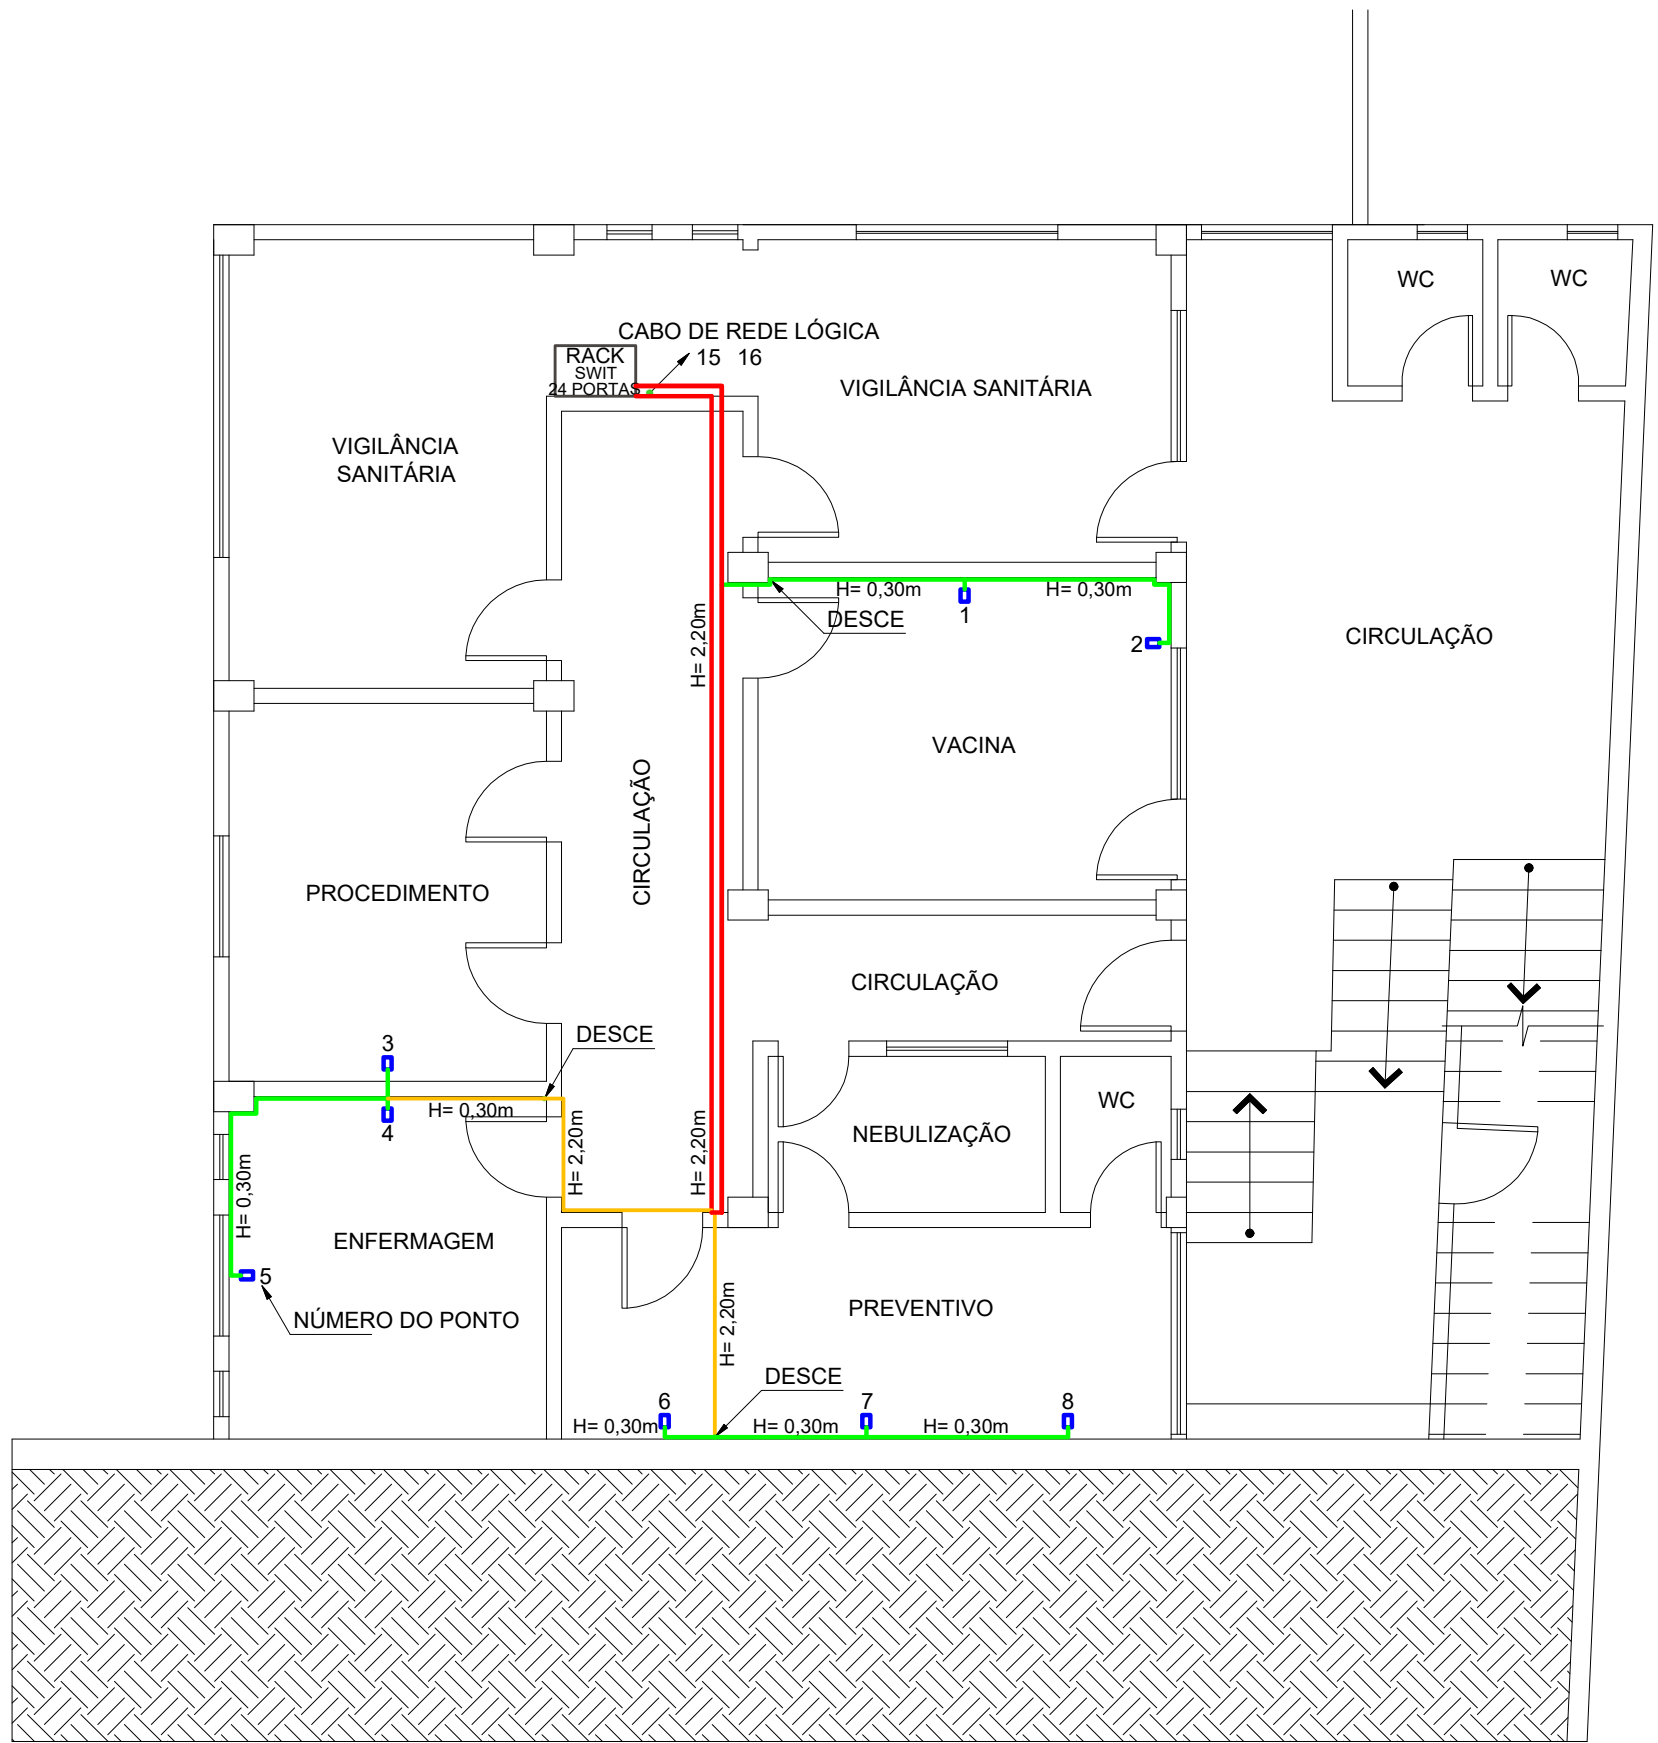 WC
WC
CABO DE REDE LÓGICA
15 16
RACK
SWIT
24 PORTAS
VIGILÂNCIA SANITÁRIA
VIGILÂNCIA
SANITÁRIA
H= 0,30m
H= 0,30m
1
DESCE
2
H= 2,20m
CIRCULAÇÃO
VACINA
CIRCULAÇÃO
PROCEDIMENTO
CIRCULAÇÃO
DESCE
3
4
H= 0,30m
WC
NEBULIZAÇÃO
H= 2,20m
H= 2,20m
H= 0,30m
ENFERMAGEM
5
NÚMERO DO PONTO
PREVENTIVO
H= 2,20m
DESCE
6
7
8
H= 0,30m
H= 0,30m
H= 0,30m